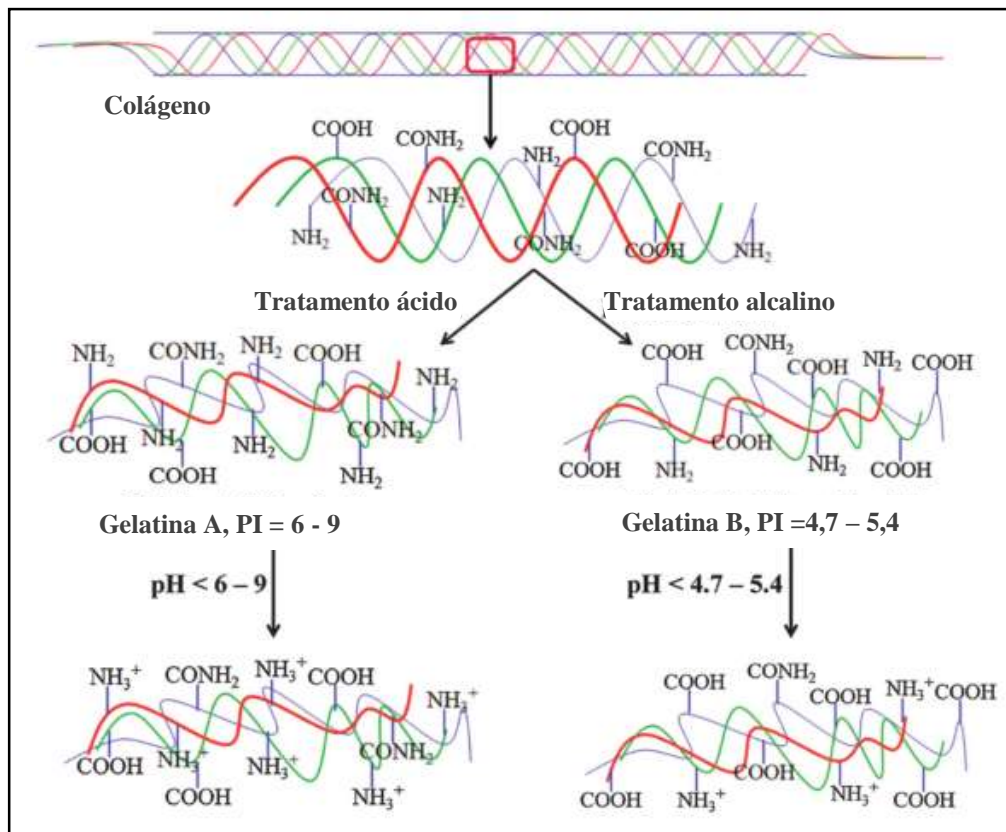 Colágeno
COOH
COOH
CONH₂
CONH₂
NH₂
CONH₂
NH₂
NH₂
CONH₂
COOH
NH₂
Tratamento ácido
Tratamento alcalino
NH₂
CONH₂
NH₂
COOH
NH₂
COOH
NH₂
NH₂
CONH₂
COOH
NH₂
COOH
CONH₂
COOH
NH₂
COOH
COOH
COOH
NH₂
NH₂
COOH
Gelatina A, PI = 6 - 9
Gelatina B, PI =4,7 – 5,4
pH < 6 – 9
pH < 4.7 – 5.4
NH₃⁺
CONH₂
NH₃⁺
COOH
NH₃⁺
COOH
NH₃⁺
NH₃⁺
CONH₂
COOH
NH₃⁺
COOH
CONH₂
COOH
NH₃⁺
COOH
COOH
COOH
NH₃⁺
NH₃⁺
COOH